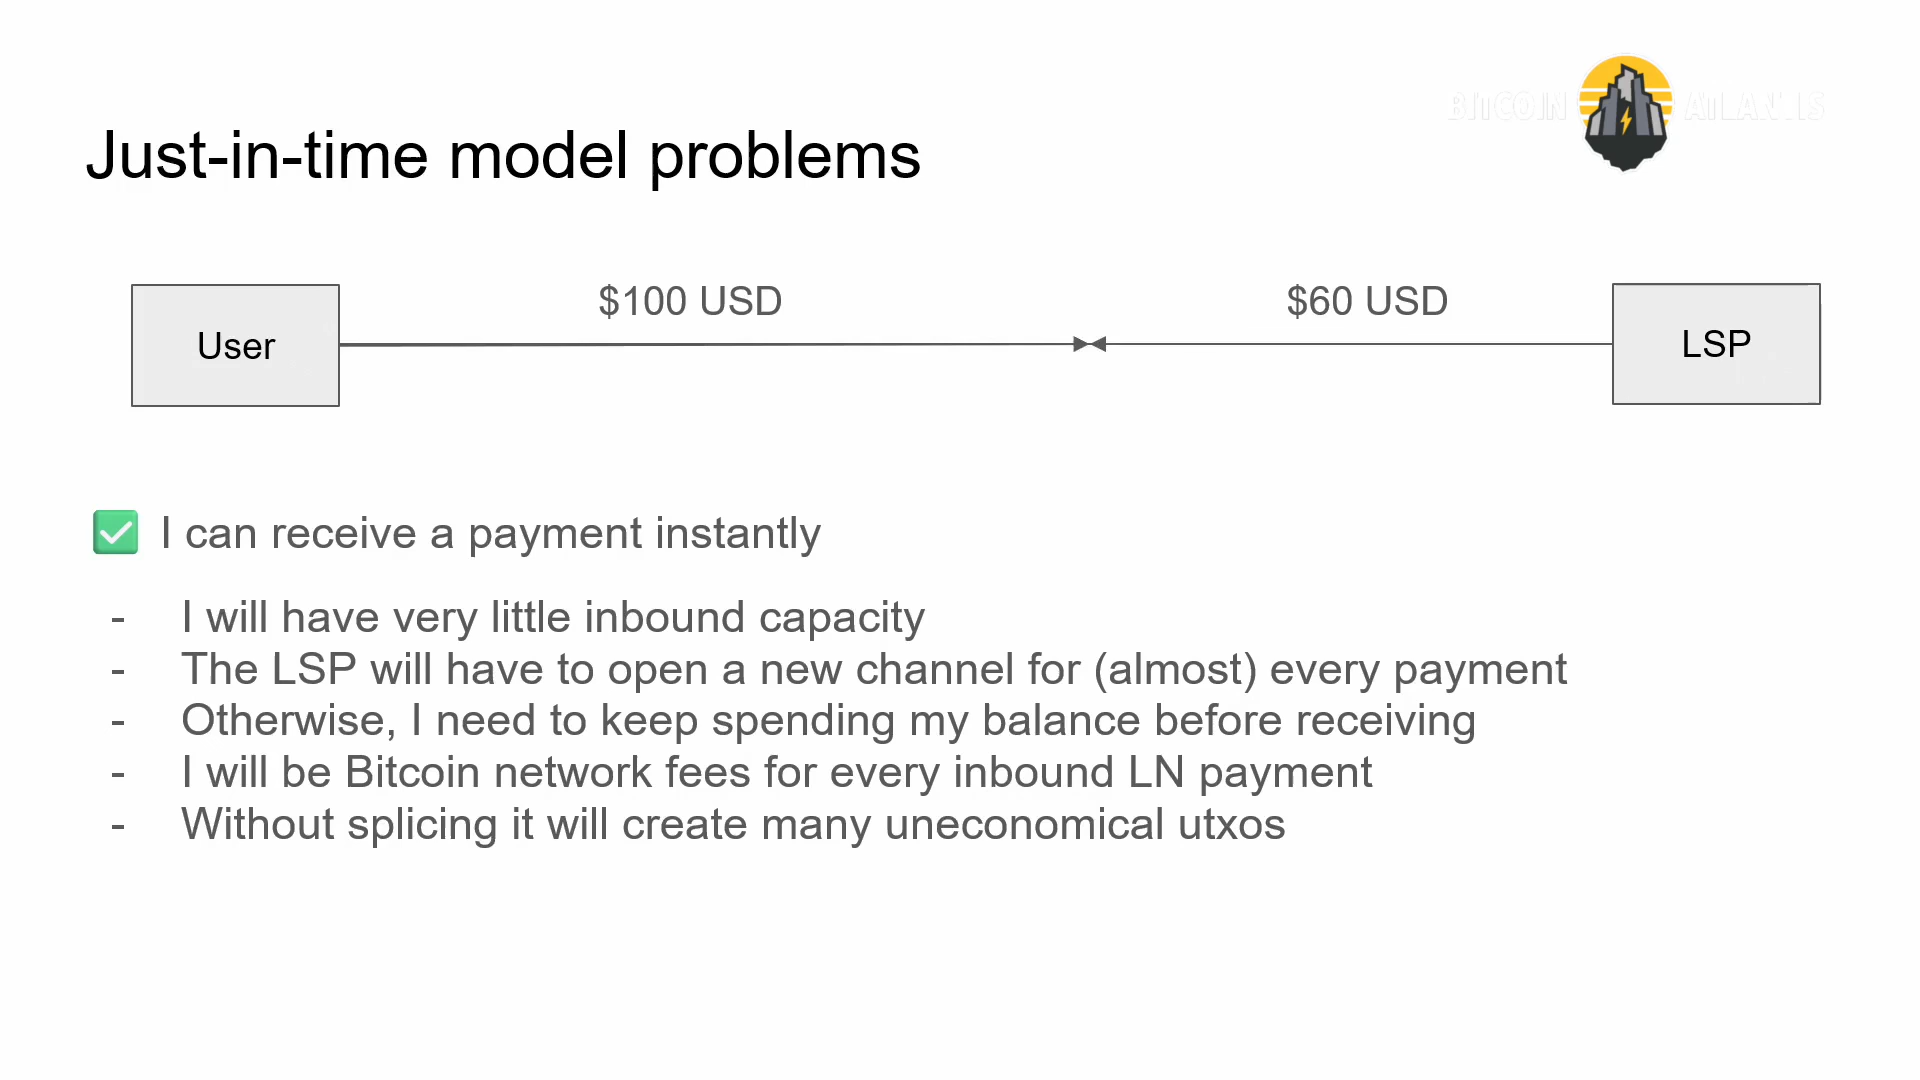 BITCOIN ATLANTIS
Just-in-time model problems
$100 USD
$60 USD
User
LSP
✅ I can receive a payment instantly
- I will have very little inbound capacity
- The LSP will have to open a new channel for (almost) every payment
- Otherwise, I need to keep spending my balance before receiving
- I will be Bitcoin network fees for every inbound LN payment
- Without splicing it will create many uneconomical utxos